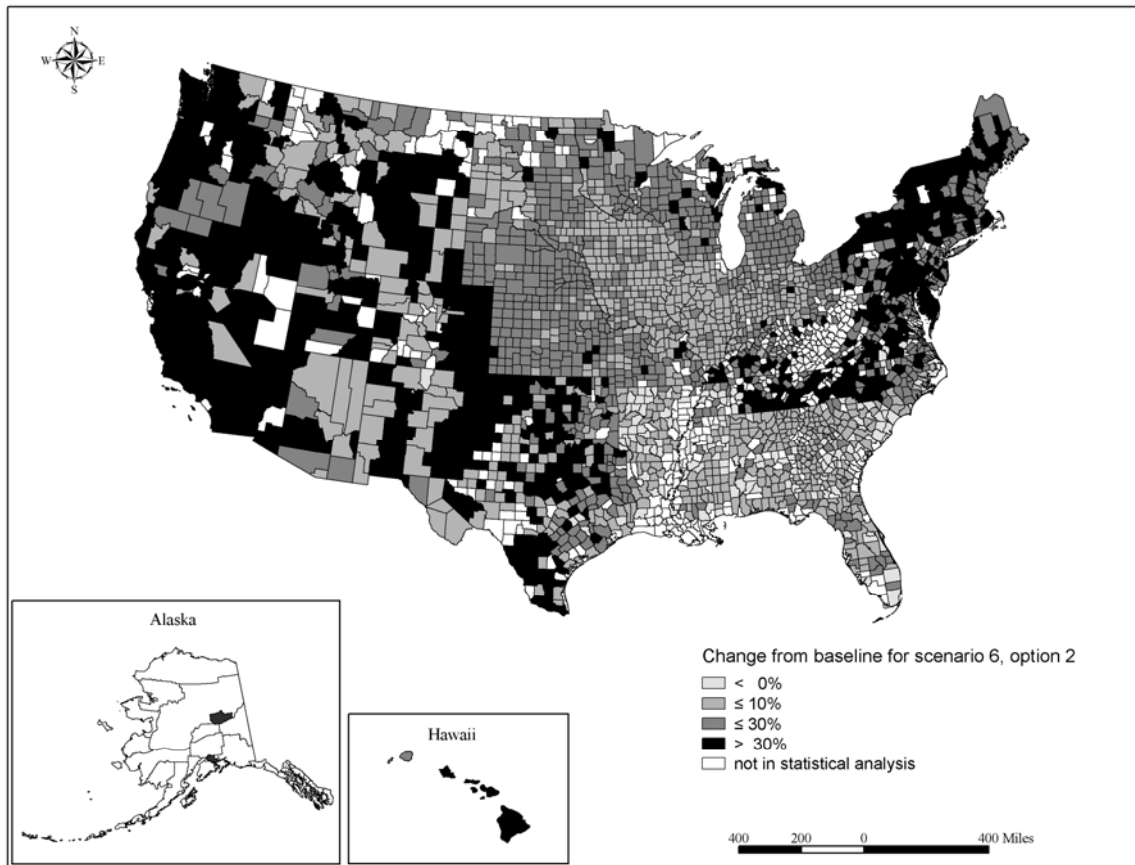 N
W E
S
Alaska
Hawaii
Change from baseline for scenario 6, option 2
< 0%
≤ 10%
≤ 30%
> 30%
not in statistical analysis
400 200 0 400 Miles